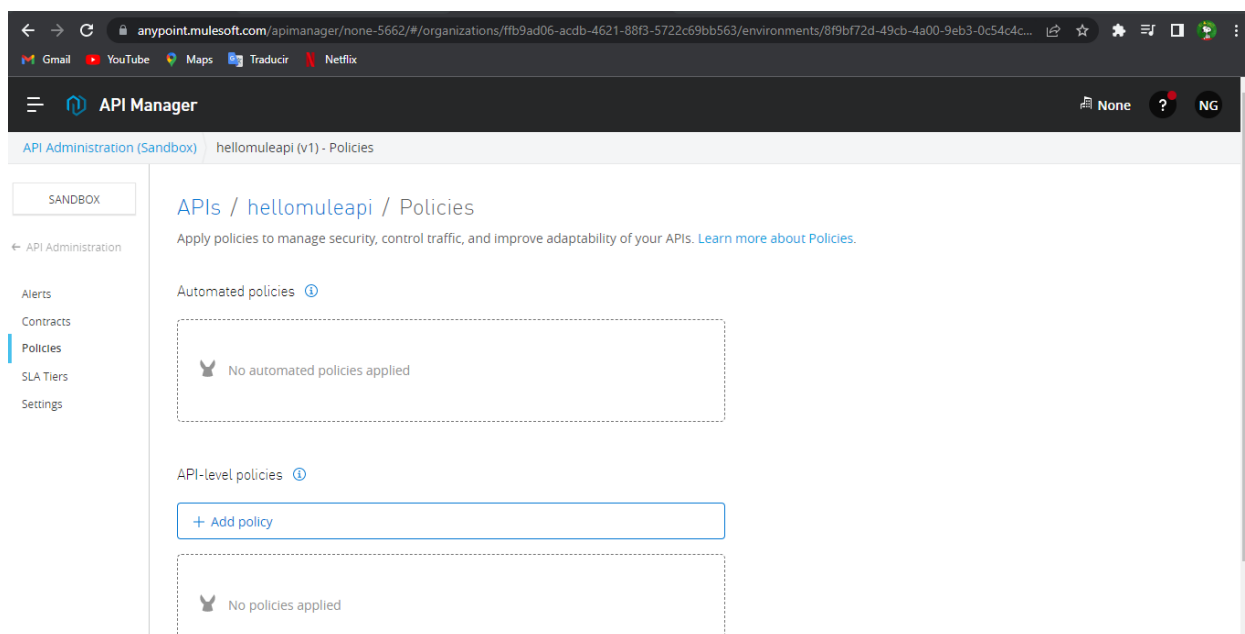 anypoint.mulesoft.com/apimanager/none-5662/#/organizations/ffb9ad06-acdb-4621-88f3-5722c69bb563/environments/8f9bf72d-49cb-4a00-9eb3-0c54c4c...
Gmail YouTube Maps Traducir Netflix
API Manager None ? NG
API Administration (Sandbox) hellomuleapi (v1) - Policies
SANDBOX
← API Administration
Alerts
Contracts
Policies
SLA Tiers
Settings
APIs / hellomuleapi / Policies
Apply policies to manage security, control traffic, and improve adaptability of your APIs. Learn more about Policies.
Automated policies
No automated policies applied
API-level policies
+ Add policy
No policies applied